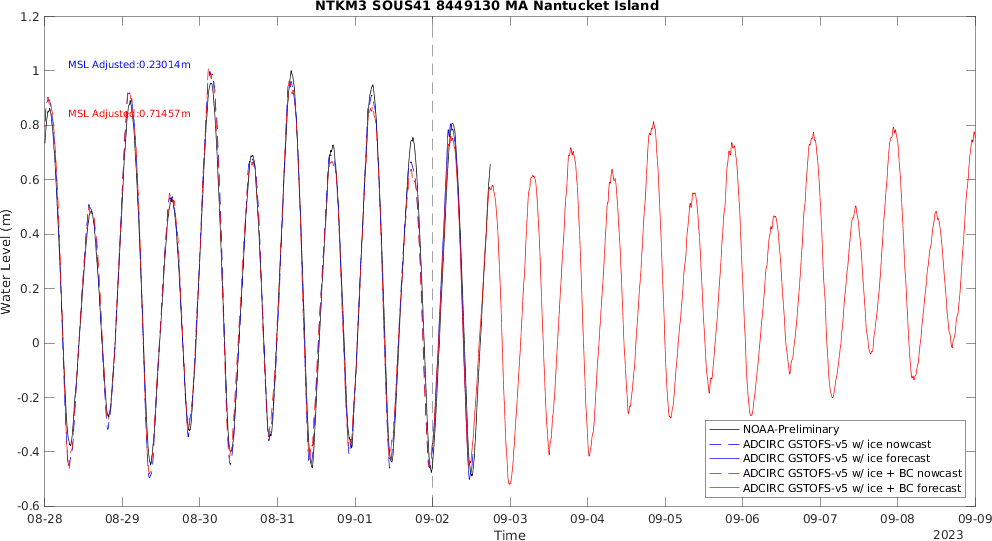 NTKM3 SOUS41 8449130 MA Nantucket Island
1.2
1
0.8
0.6
0.4
0.2
0
-0.2
-0.4
-0.6
Water Level (m)
MSL Adjusted:0.23014m
MSL Adjusted:0.71457m
NOAA-Preliminary
ADCIRC GSTOFS-v5 w/ ice nowcast
ADCIRC GSTOFS-v5 w/ ice forecast
ADCIRC GSTOFS-v5 w/ ice + BC nowcast
ADCIRC GSTOFS-v5 w/ ice + BC forecast
08-28 08-29 08-30 08-31 09-01 09-02 09-03 09-04 09-05 09-06 09-07 09-08 09-09
Time
2023